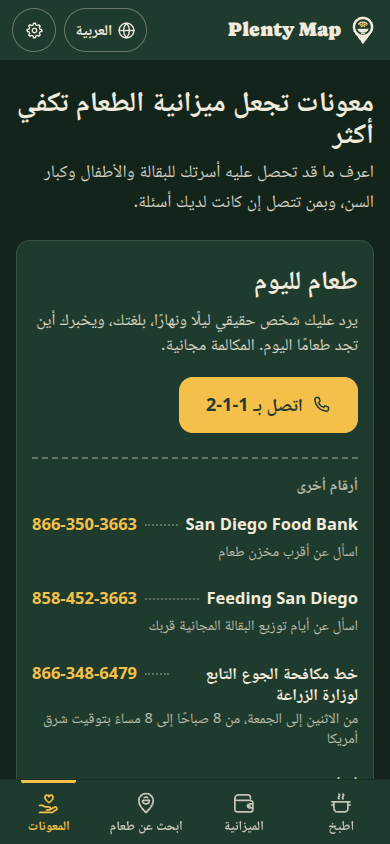 Plenty Map
العربية
معونات تجعل ميزانية الطعام تكفي
أكثر
اعرف ما قد تحصل عليه أسرتك للبقالة والأطفال وكبار
السن، وبمن تتصل إن كانت لديك أسئلة.
طعام لليوم
يرد عليك شخص حقيقي ليلًا ونهارًا، بلغتك، ويخبرك أين
تجد طعامًا اليوم. المكالمة مجانية.
اتصل بـ 1-1-2
أرقام أخرى
San Diego Food Bank 866-350-3663
اسأل عن أقرب مخزن طعام
Feeding San Diego 858-452-3663
اسأل عن أيام توزيع البقالة المجانية قربك
خط مكافحة الجوع التابع 866-348-6479
لوزارة الزراعة
من الاثنين إلى الجمعة، من 8 صباحًا إلى 8 مساءً بتوقيت شرق
أمريكا
اطبخ
الميزانية
ابحث عن طعام
المعونات